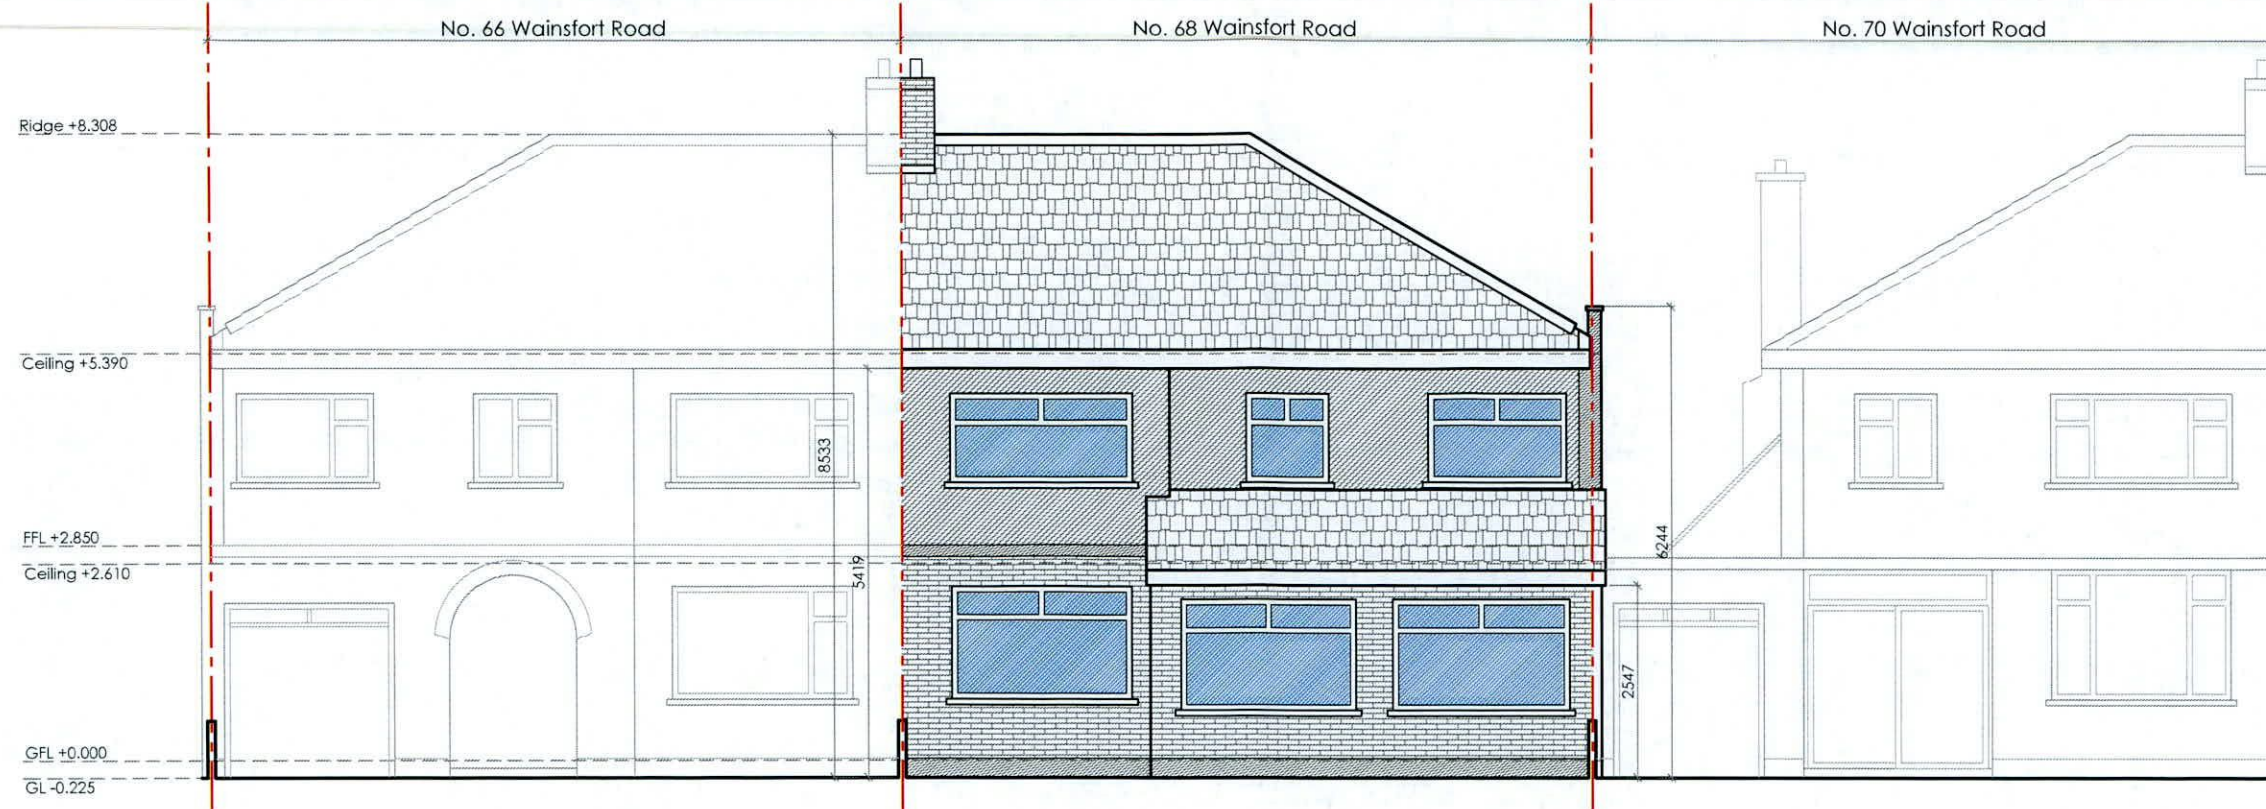 No. 66 Wainsfort Road
No. 68 Wainsfort Road
No. 70 Wainsfort Road
Ridge +8.308
Ceiling +5.390
8533
FFL +2.850
6244
Ceiling +2.610
5419
2547
GFL +0.000
GL -0.225